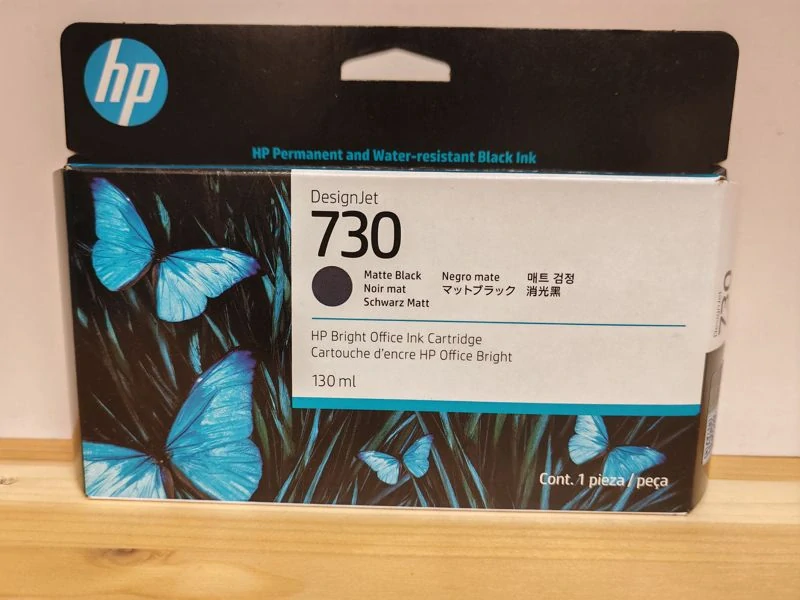 hp
HP Permanent and Water-resistant Black Ink
DesignJet
730
Matte Black
Noir mat
Schwarz Matt
Negro mate
マットブラック
매트 검정
消光黑
HP Bright Office Ink Cartridge
Cartouche d'encre HP Office Bright
130 ml
Cont. 1 pieza / peça
730